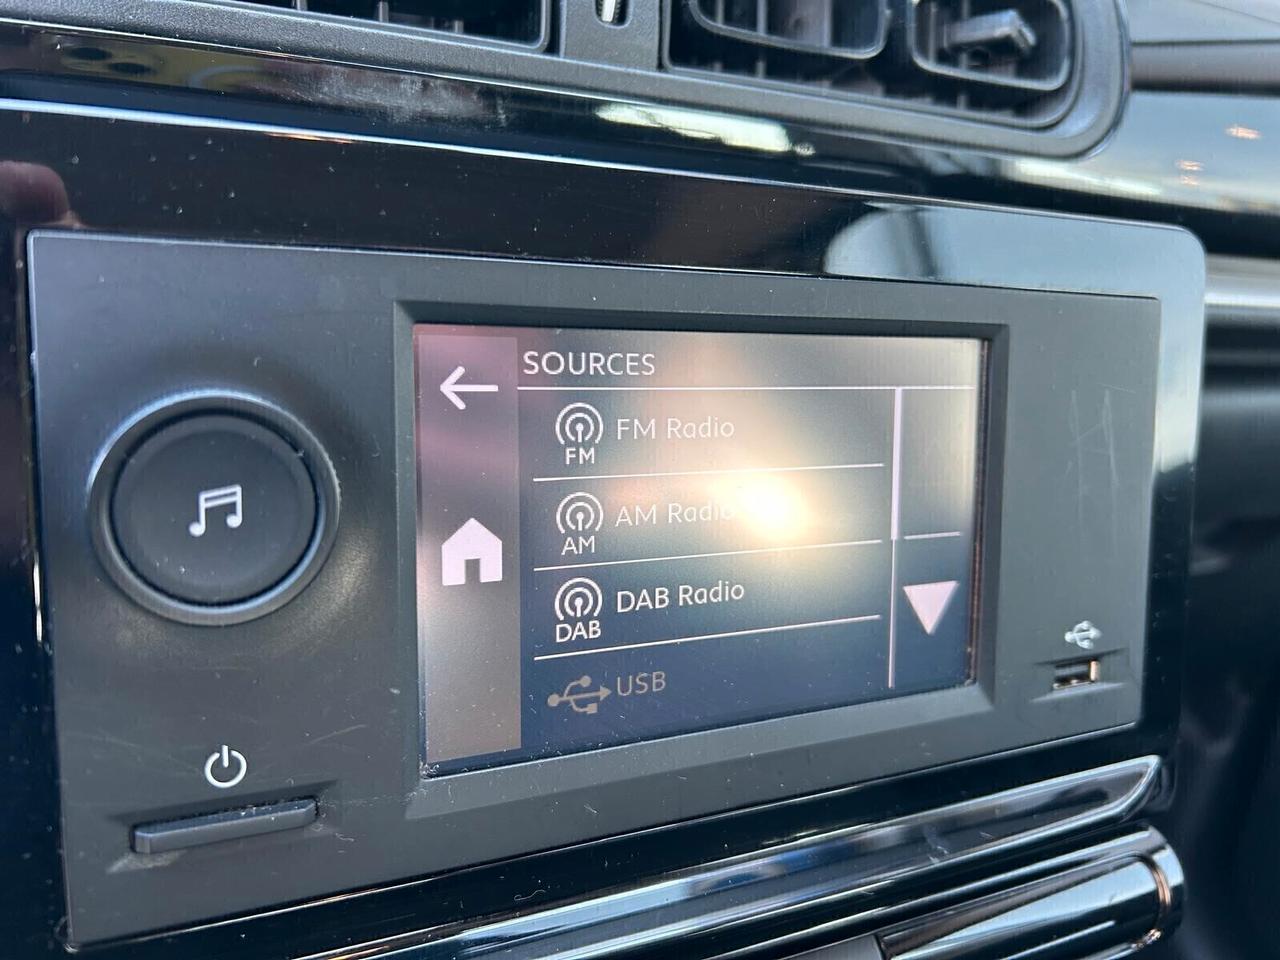 SOURCES
FM Radio
FM
AM Radio
AM
DAB Radio
DAB
USB